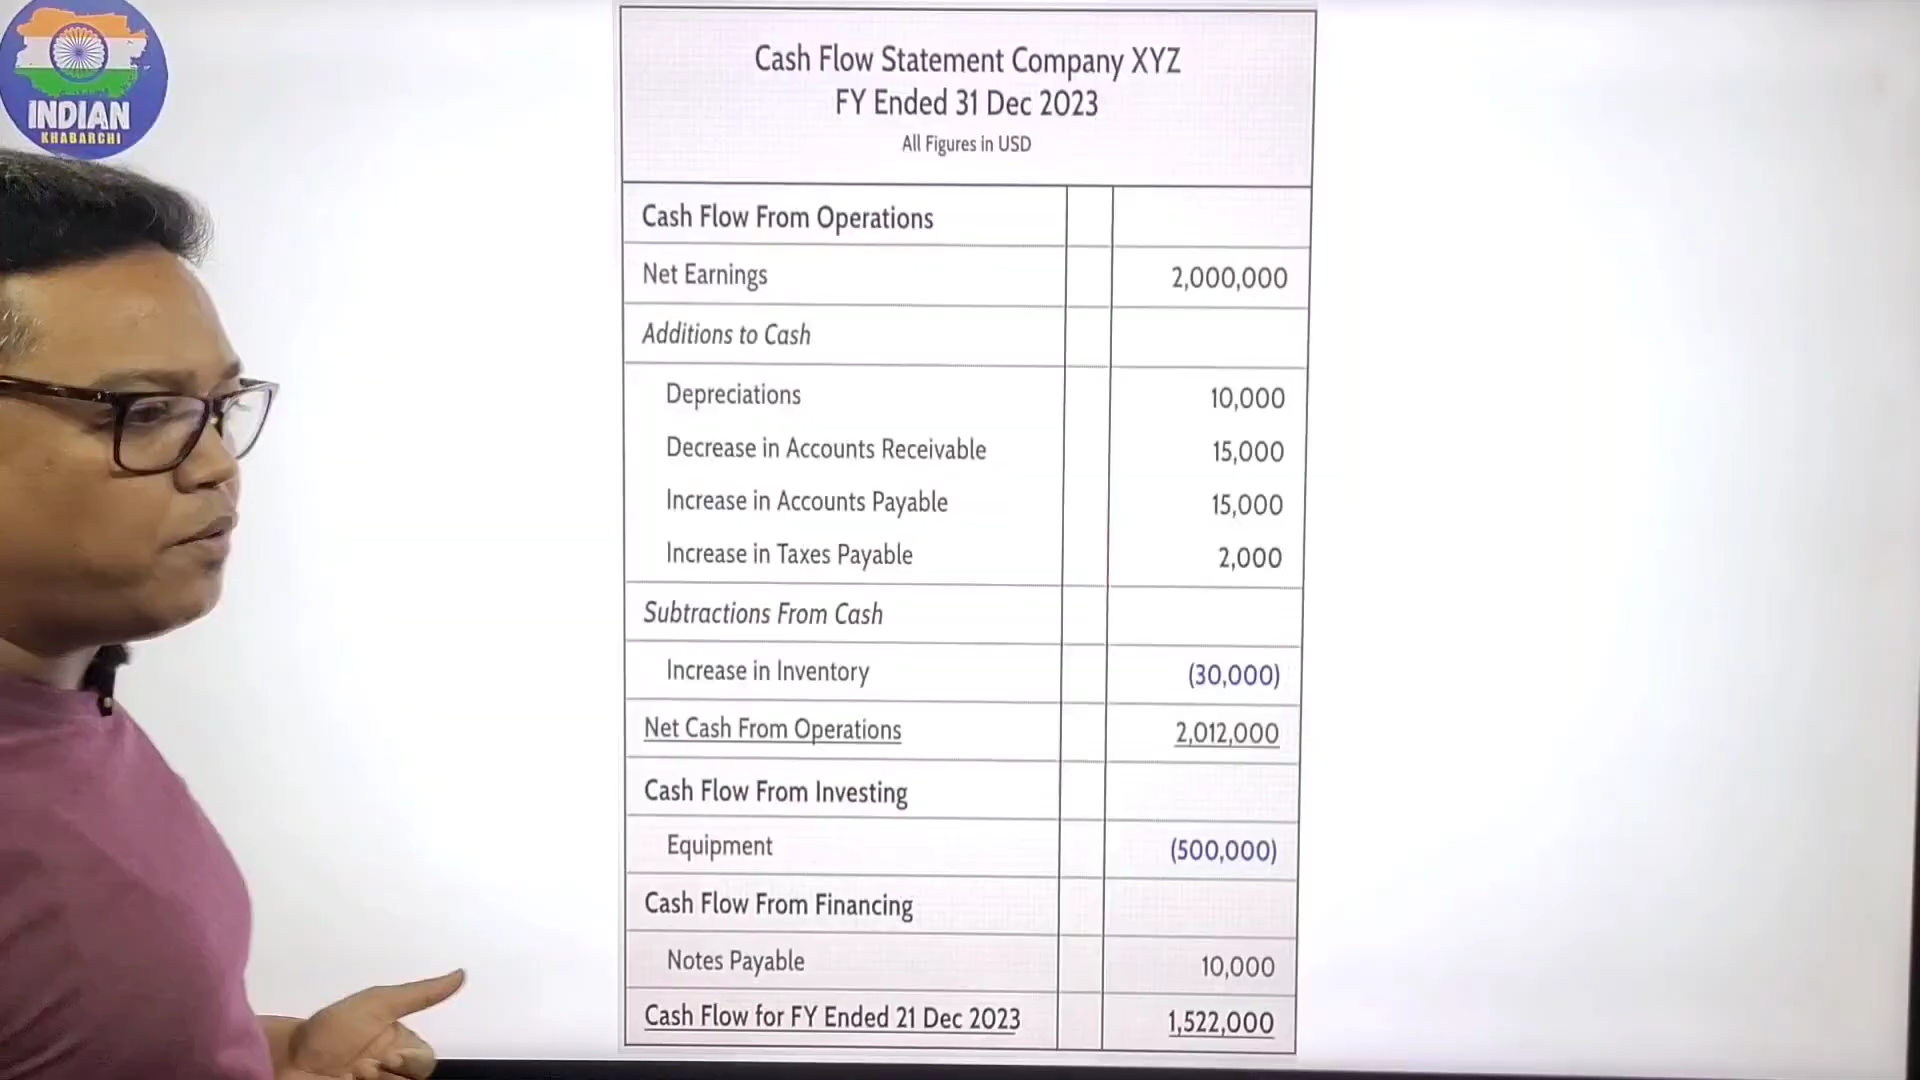 INDIAN
KHABARCHI
Cash Flow Statement Company XYZ
FY Ended 31 Dec 2023
All Figures in USD
Cash Flow From Operations
Net Earnings 2,000,000
Additions to Cash
Depreciations 10,000
Decrease in Accounts Receivable 15,000
Increase in Accounts Payable 15,000
Increase in Taxes Payable 2,000
Subtractions From Cash
Increase in Inventory (30,000)
Net Cash From Operations 2,012,000
Cash Flow From Investing
Equipment (500,000)
Cash Flow From Financing
Notes Payable 10,000
Cash Flow for FY Ended 21 Dec 2023 1,522,000